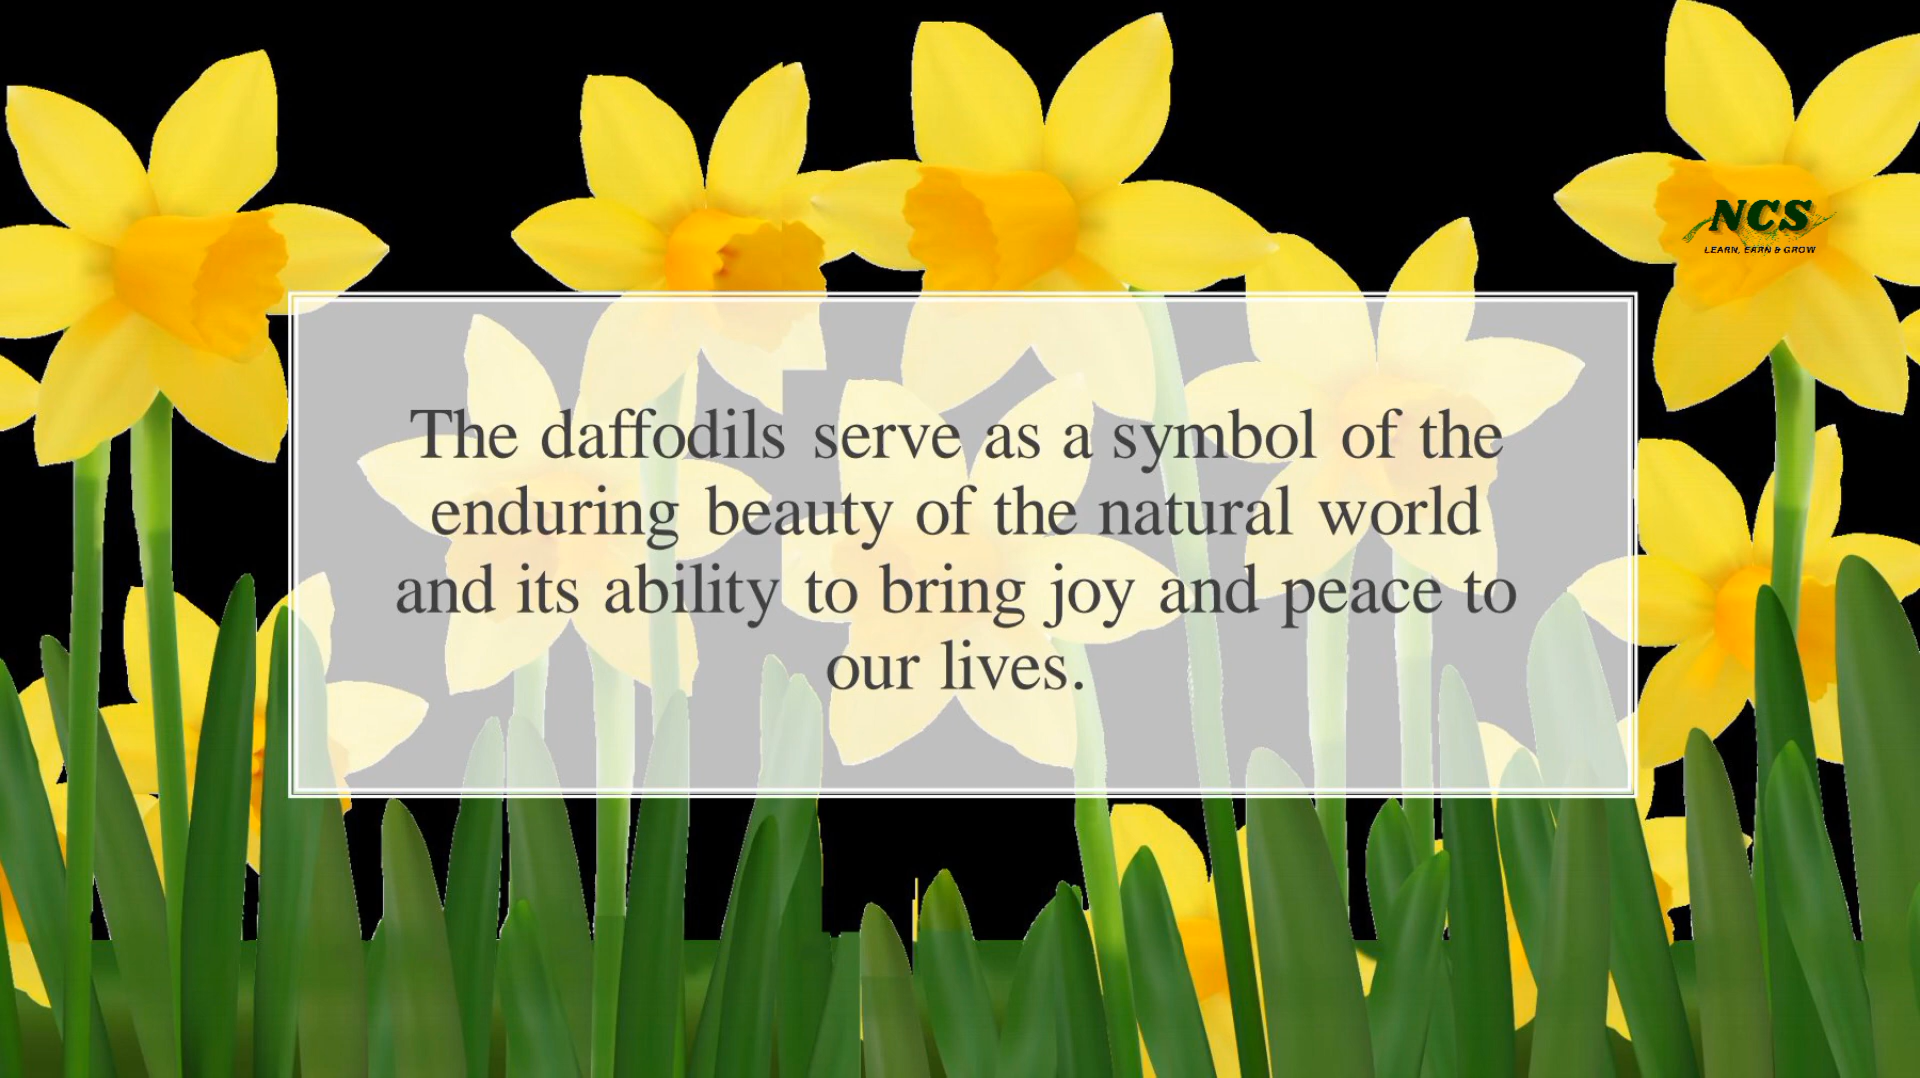 NCS
LEARN, EARN & GROW
The daffodils serve as a symbol of the
enduring beauty of the natural world
and its ability to bring joy and peace to
our lives.